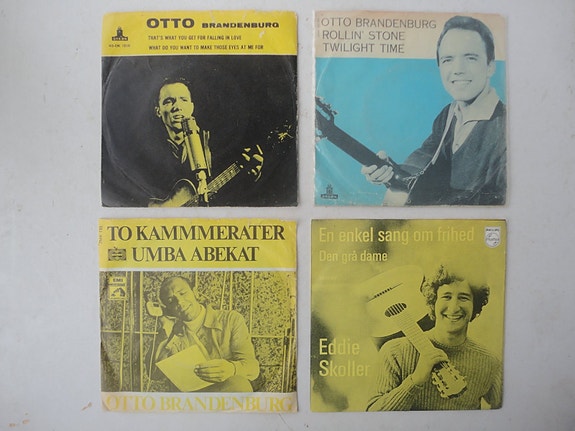 OTTO BRANDENBURG
THAT'S WHAT YOU GET FOR FALLING IN LOVE
WHAT DO YOU WANT TO MAKE THOSE EYES AT ME FOR
OTTO BRANDENBURG
ROLLIN' STONE
TWILIGHT TIME
TO KAMMMERATER
UMBA ABEKAT
EMI
OTTO BRANDENBURG
En enkel sang om frihed
Den grå dame
PHILIPS
Eddie
Skoller